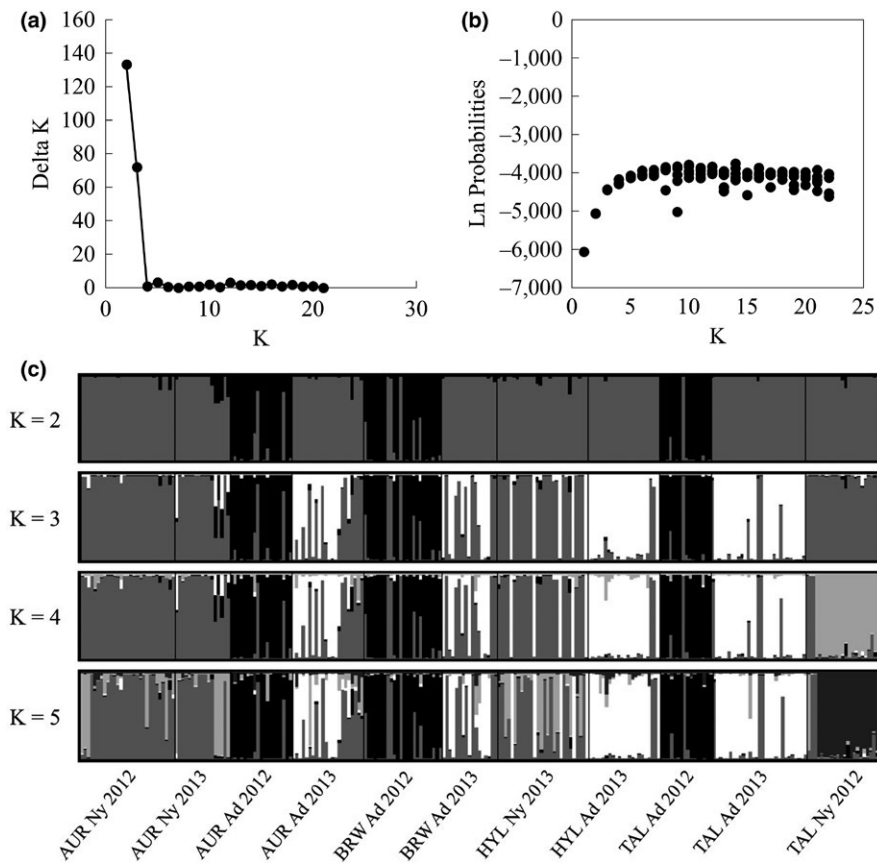 (a)
160
140
120
100
80
60
40
20
0
Delta K
0
10
20
30
K
(b)
0
–1,000
–2,000
–3,000
–4,000
–5,000
–6,000
–7,000
Ln Probabilities
0
5
10
15
20
25
K
(c)
K = 2
K = 3
K = 4
K = 5
AUR Ny 2012
AUR Ny 2013
AUR Ad 2012
AUR Ad 2013
BRW Ad 2012
BRW Ad 2013
HYL Ny 2013
HYL Ad 2013
TAL Ad 2012
TAL Ad 2013
TAL Ny 2012